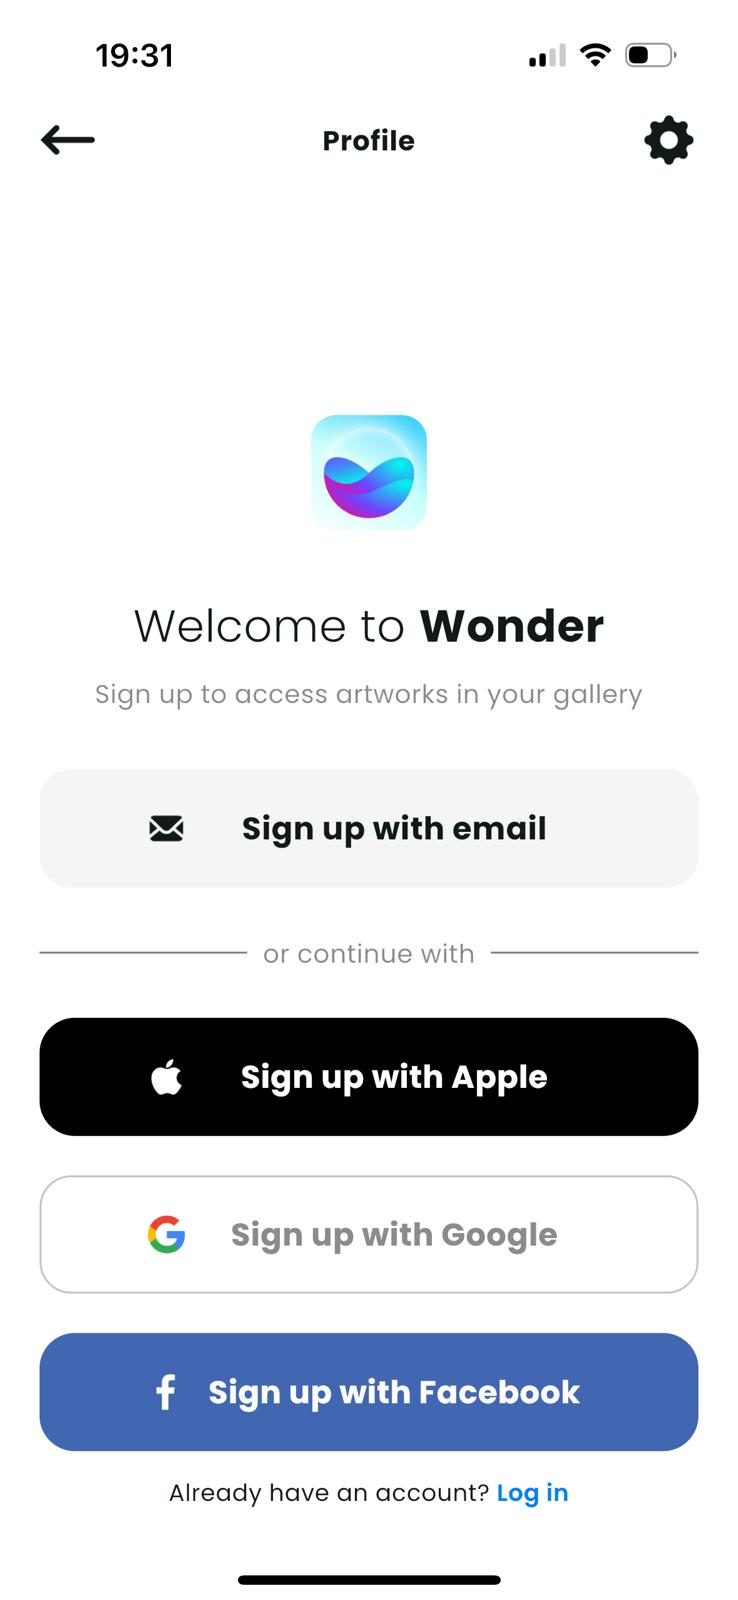 19:31
Profile
Welcome to Wonder
Sign up to access artworks in your gallery
Sign up with email
or continue with
Sign up with Apple
Sign up with Google
Sign up with Facebook
Already have an account? Log in